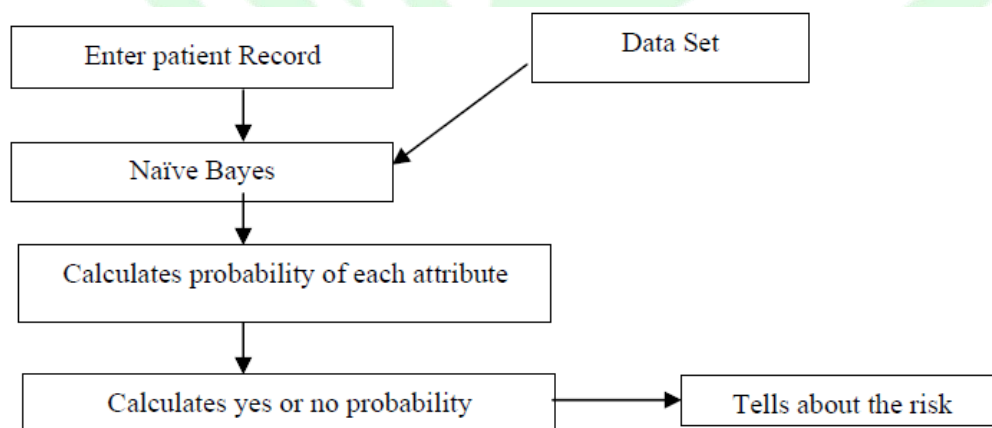 Enter patient Record
Data Set
Naïve Bayes
Calculates probability of each attribute
Calculates yes or no probability
Tells about the risk